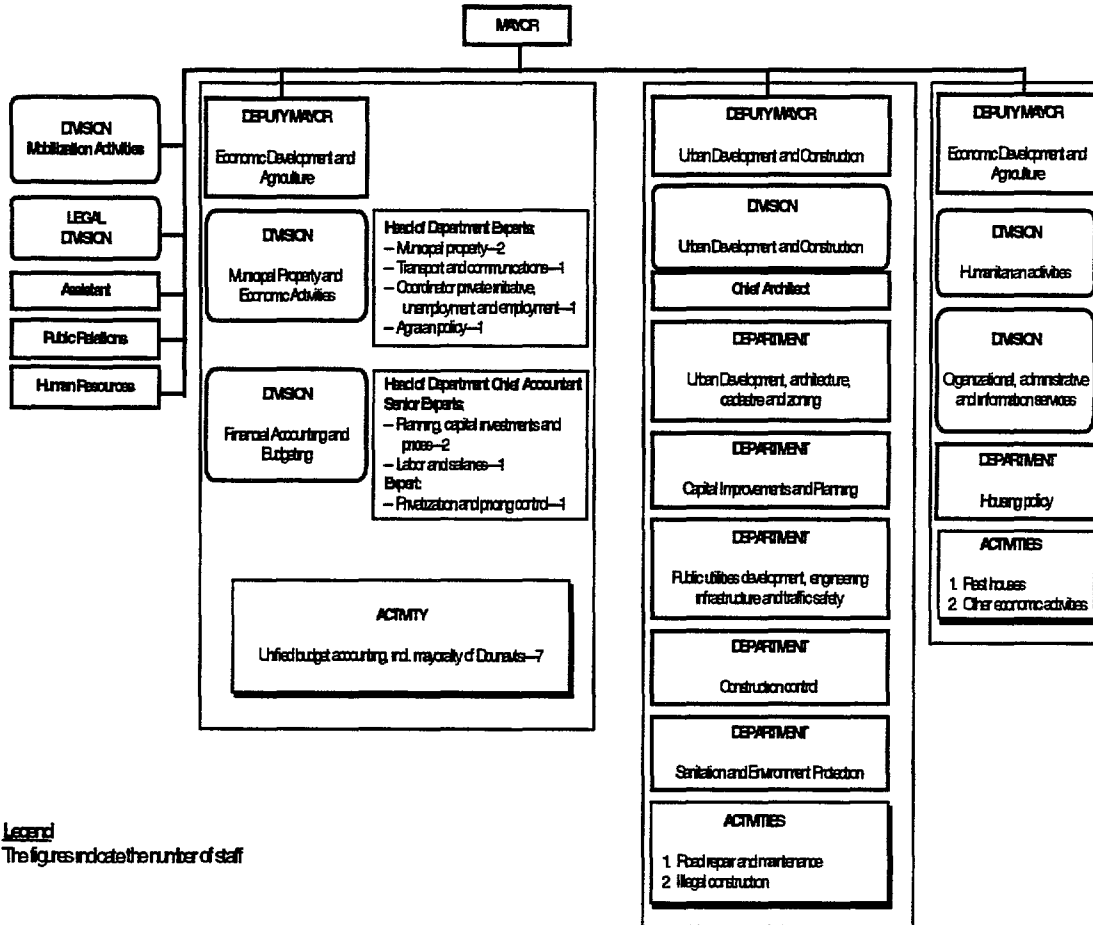 MAYOR
DIVISION
Mobilization Activities
LEGAL
DIVISION
Assistant
Public Relations
Human Resources
DEPUTY MAYOR
Economic Development and
Agriculture
DIVISION
Municipal Property and
Economic Activities
Head of Department Experts:
– Municipal property—2
– Transport and communications—1
– Coordinator private initiative,
unemployment and employment—1
– Agrarian policy—1
DIVISION
Financial Accounting and
Budgeting
Head of Department Chief Accountant
Senior Experts:
– Planning, capital investments and
prices—2
– Labor and salaries—1
Expert:
– Privatization and pricing control—1
ACTIVITY
Unified budget accounting, incl. mayorality of Dounavts—7
DEPUTY MAYOR
Urban Development and Construction
DIVISION
Urban Development and Construction
Chief Architect
DEPARTMENT
Urban Development, architecture,
cadastre and zoning
DEPARTMENT
Capital Improvements and Planning
DEPARTMENT
Public utilities development, engineering
infrastructure and traffic safety
DEPARTMENT
Construction control
DEPARTMENT
Sanitation and Environment Protection
ACTIVITIES
1. Road repair and maintenance
2 Illegal construction
DEPUTY MAYOR
Economic Development and
Agriculture
DIVISION
Humanitarian activities
DIVISION
Organizational, administrative
and information services
DEPARTMENT
Housing policy
ACTIVITIES
1. Rest houses
2 Other economic activities
Legend
The figures indicate the number of staff